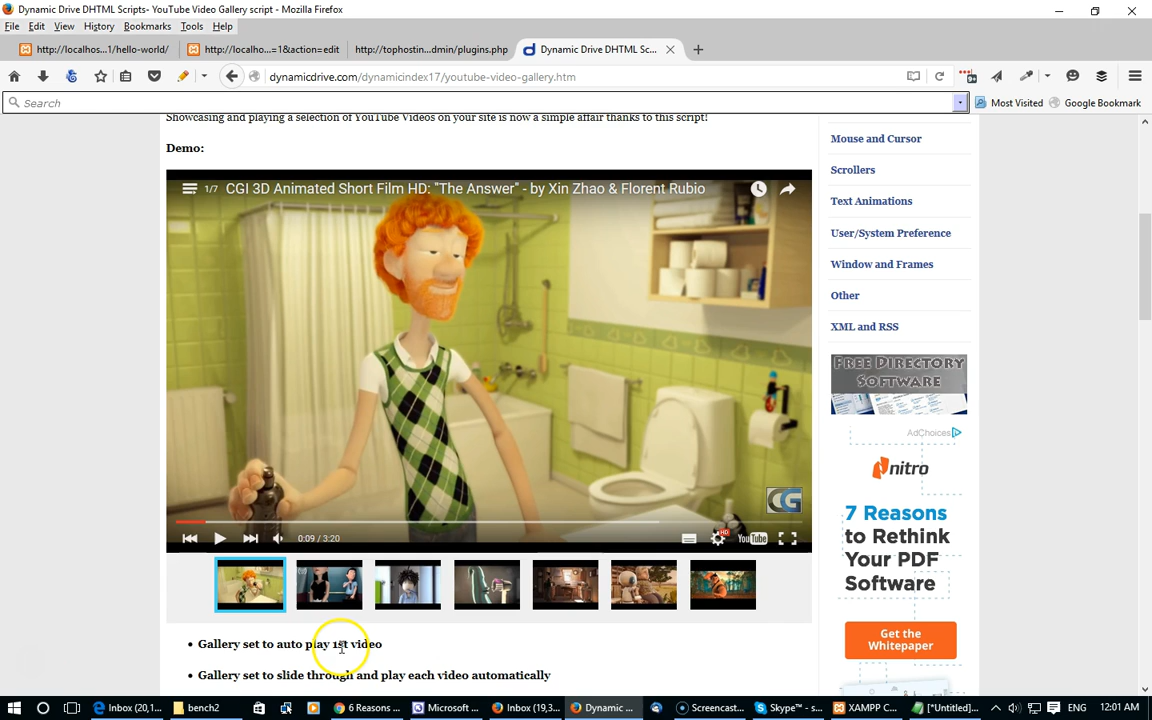 Dynamic Drive DHTML Scripts- YouTube Video Gallery script - Mozilla Firefox
File Edit View History Bookmarks Tools Help
http://localhos...1/hello-world/
http://localho...=1&action=edit
http://tophostin...dmin/plugins.php
Dynamic Drive DHTML Sc...
dynamicdrive.com/dynamicindex17/youtube-video-gallery.htm
Search
Most Visited
Google Bookmark
Showcasing and playing a selection of YouTube Videos on your site is now a simple affair thanks to this script!
Demo:
1/7 CGI 3D Animated Short Film HD: "The Answer" - by Xin Zhao & Florent Rubio
CG
0:09 / 3:20
HD
YouTube
Gallery set to auto play 1st video
Gallery set to slide through and play each video automatically
Mouse and Cursor
Scrollers
Text Animations
User/System Preference
Window and Frames
Other
XML and RSS
FREE DIRECTORY
SOFTWARE
AdChoices
nitro
7 Reasons
to Rethink
Your PDF
Software
Get the
Whitepaper
Inbox (20,1...
bench2
6 Reasons ...
Microsoft ...
Inbox (19,3...
Dynamic ...
Screencast...
Skype™ - s...
XAMPP C...
*[Untitled]...
ENG
12:01 AM